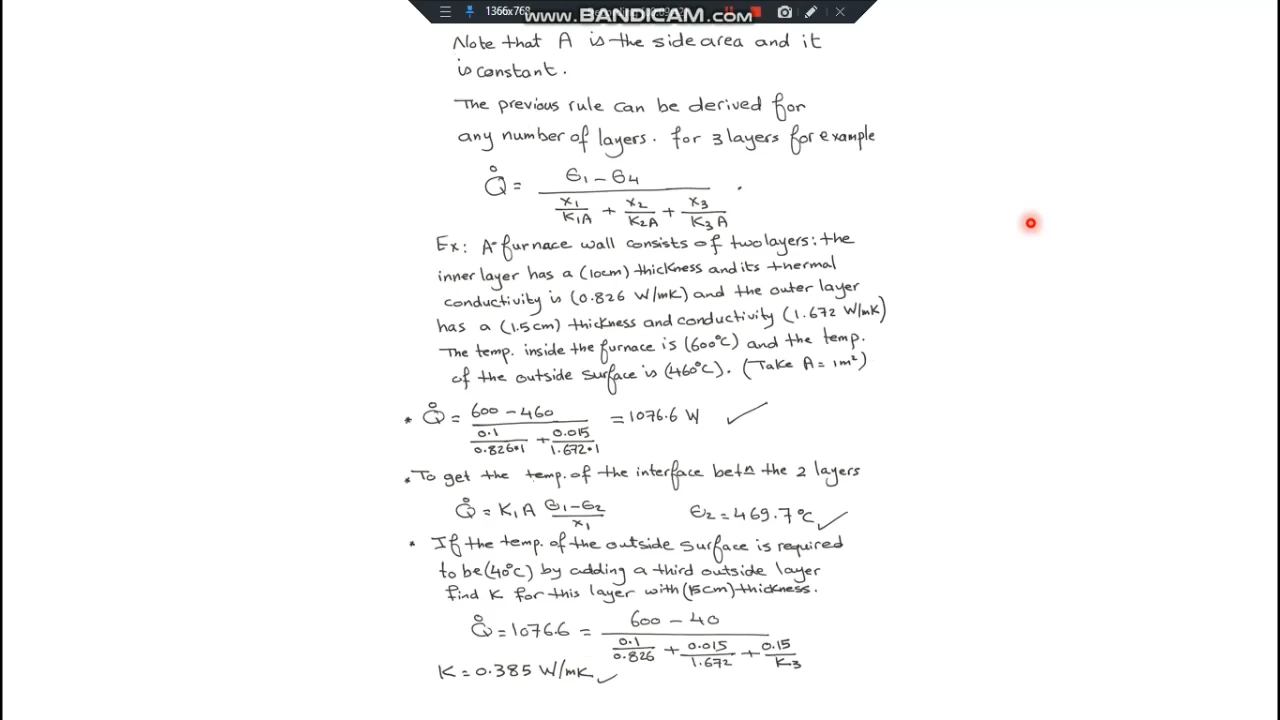 1366x768
www.BANDICAM.com
Note that A is the side area and it
is constant.
The previous rule can be derived for
any number of layers. for 3 layers for example
Q̊ = (ϴ1 - ϴ4) / (x1/K1A + x2/K2A + x3/K3A)
Ex: A furnace wall consists of two layers: the
inner layer has a (10cm) thickness and its thermal
conductivity is (0.826 W/mK) and the outer layer
has a (1.5cm) thickness and conductivity (1.672 W/mK)
The temp. inside the furnace is (600°C) and the temp.
of the outside surface is (460°C). (Take A = 1m²)
* Q̊ = (600 - 460) / (0.1/0.826*1 + 0.015/1.672*1) = 1076.6 W ✓
* To get the temp. of the interface betn the 2 layers
Q̊ = K1 A (ϴ1-ϴ2)/x1 ϴ2 = 469.7°C ✓
* If the temp. of the outside surface is required
to be (40°C) by adding a third outside layer
find K for this layer with (15cm) thickness.
Q̊ = 1076.6 = (600 - 40) / (0.1/0.826 + 0.015/1.672 + 0.15/K3)
K = 0.385 W/mK ✓